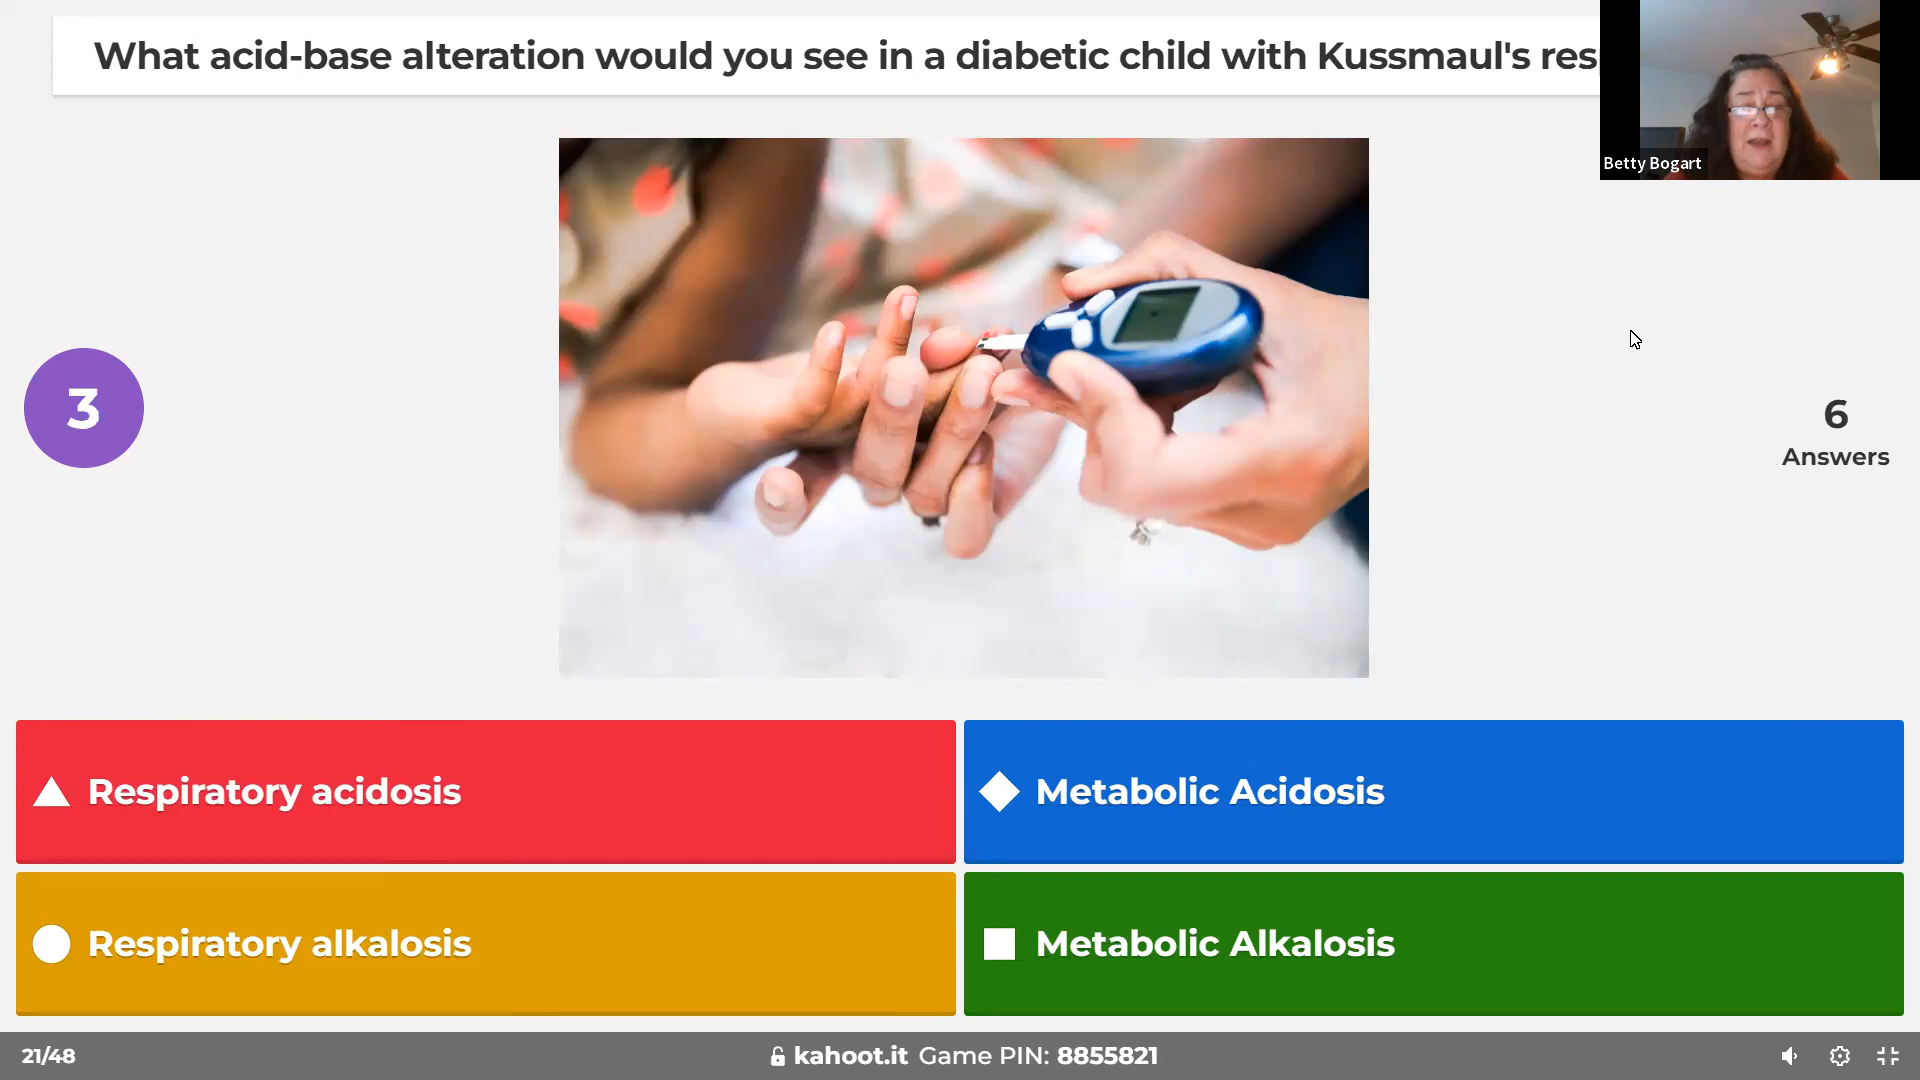 What acid-base alteration would you see in a diabetic child with Kussmaul's
Betty Bogart
3
6
Answers
Respiratory acidosis
Metabolic Acidosis
Respiratory alkalosis
Metabolic Alkalosis
21/48
kahoot.it Game PIN: 8855821